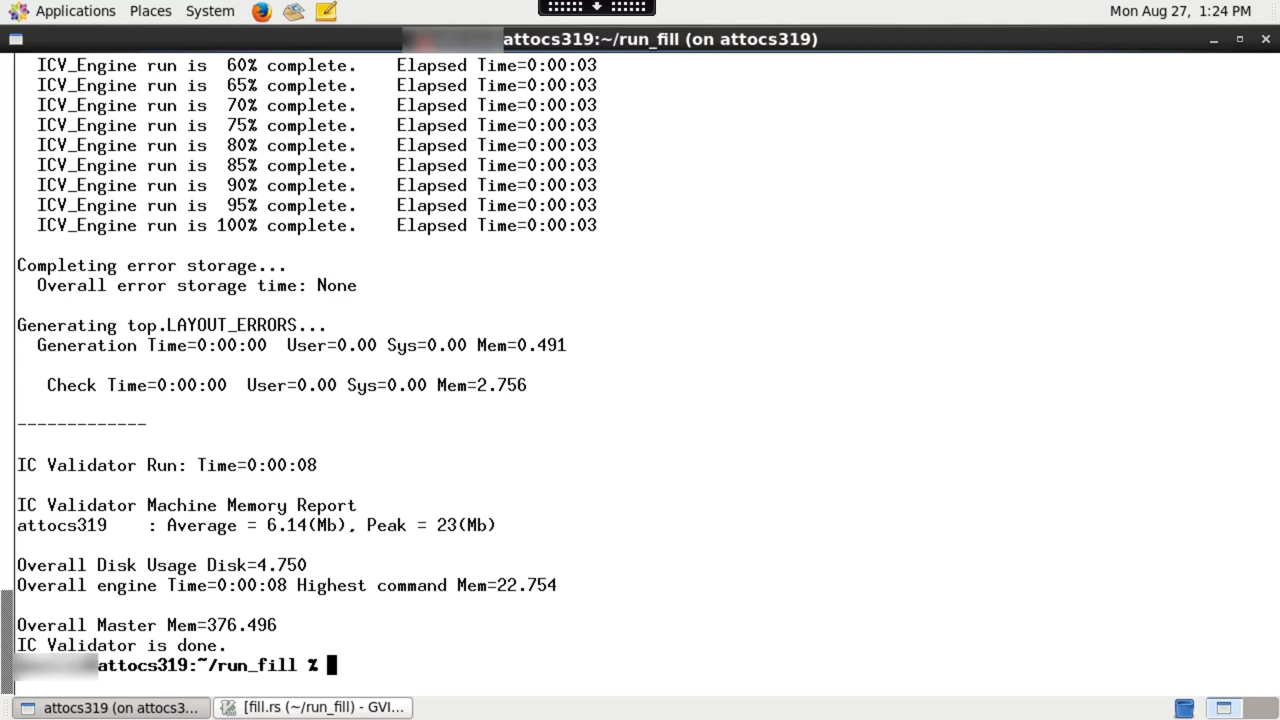 Applications Places System Mon Aug 27, 1:24 PM
attocs319:~/run_fill (on attocs319)
ICV_Engine run is 60% complete. Elapsed Time=0:00:03
ICV_Engine run is 65% complete. Elapsed Time=0:00:03
ICV_Engine run is 70% complete. Elapsed Time=0:00:03
ICV_Engine run is 75% complete. Elapsed Time=0:00:03
ICV_Engine run is 80% complete. Elapsed Time=0:00:03
ICV_Engine run is 85% complete. Elapsed Time=0:00:03
ICV_Engine run is 90% complete. Elapsed Time=0:00:03
ICV_Engine run is 95% complete. Elapsed Time=0:00:03
ICV_Engine run is 100% complete. Elapsed Time=0:00:03
Completing error storage...
Overall error storage time: None
Generating top.LAYOUT_ERRORS...
Generation Time=0:00:00 User=0.00 Sys=0.00 Mem=0.491
Check Time=0:00:00 User=0.00 Sys=0.00 Mem=2.756
-------------
IC Validator Run: Time=0:00:08
IC Validator Machine Memory Report
attocs319 : Average = 6.14(Mb), Peak = 23(Mb)
Overall Disk Usage Disk=4.750
Overall engine Time=0:00:08 Highest command Mem=22.754
Overall Master Mem=376.496
IC Validator is done.
attocs319:~/run_fill %
attocs319 (on attocs3... [fill.rs (~/run_fill) - GVI...